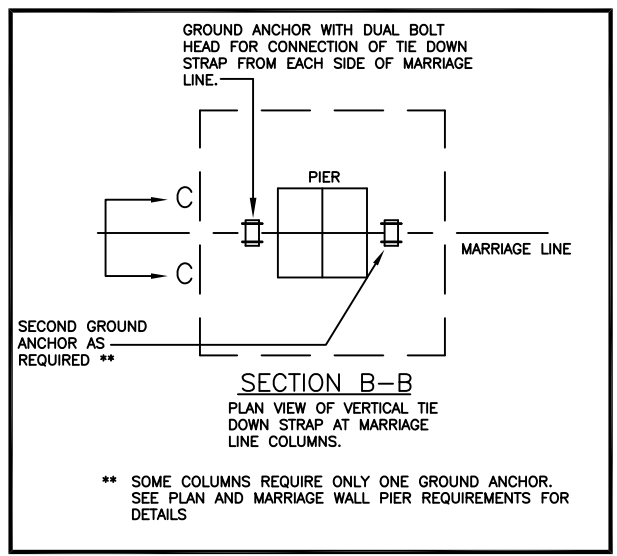 GROUND ANCHOR WITH DUAL BOLT
HEAD FOR CONNECTION OF TIE DOWN
STRAP FROM EACH SIDE OF MARRIAGE
LINE.
PIER
C
C
MARRIAGE LINE
SECOND GROUND
ANCHOR AS
REQUIRED **
SECTION B-B
PLAN VIEW OF VERTICAL TIE
DOWN STRAP AT MARRIAGE
LINE COLUMNS.
** SOME COLUMNS REQUIRE ONLY ONE GROUND ANCHOR.
SEE PLAN AND MARRIAGE WALL PIER REQUIREMENTS FOR
DETAILS